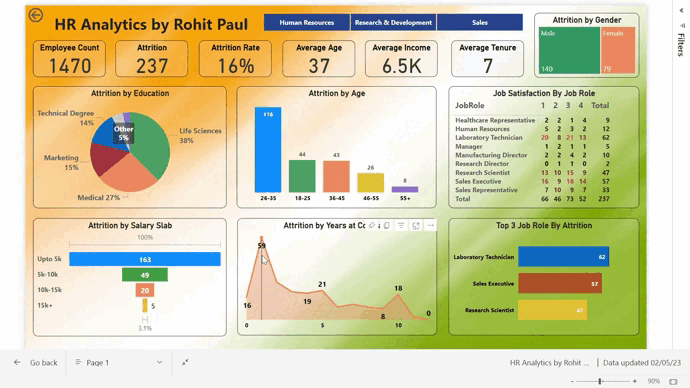 HR Analytics by Rohit Paul
Human Resources
Research & Development
Sales
Employee Count
1470
Attrition
237
Attrition Rate
16%
Average Age
37
Average Income
6.5K
Average Tenure
7
Attrition by Gender
Male
Female
140
79
Filters
Attrition by Education
Technical Degree
14%
Other
5%
Life Sciences
38%
Marketing
15%
Medical 27%
Attrition by Age
116
44
43
26
8
26-35
18-25
36-45
46-55
55+
Job Satisfaction By Job Role
JobRole 1 2 3 4 Total
Healthcare Representative 2 2 1 4 9
Human Resources 5 2 3 2 12
Laboratory Technician 20 8 21 13 62
Manager 1 2 1 1 5
Manufacturing Director 2 2 4 2 10
Research Director 0 1 1 0 2
Research Scientist 13 10 15 9 47
Sales Executive 16 9 18 14 57
Sales Representative 7 10 9 7 33
Total 66 46 73 52 237
Attrition by Salary Slab
100%
Upto 5k
163
5k-10k
49
10k-15k
20
15k+
5
3.1%
Attrition by Years at Co
59
16
19
21
8
18
0
0
5
10
Top 3 Job Role By Attrition
Laboratory Technician
62
Sales Executive
57
Research Scientist
47
Go back
Page 1
HR Analytics by Rohit ... | Data updated 02/05/23
- + 90%